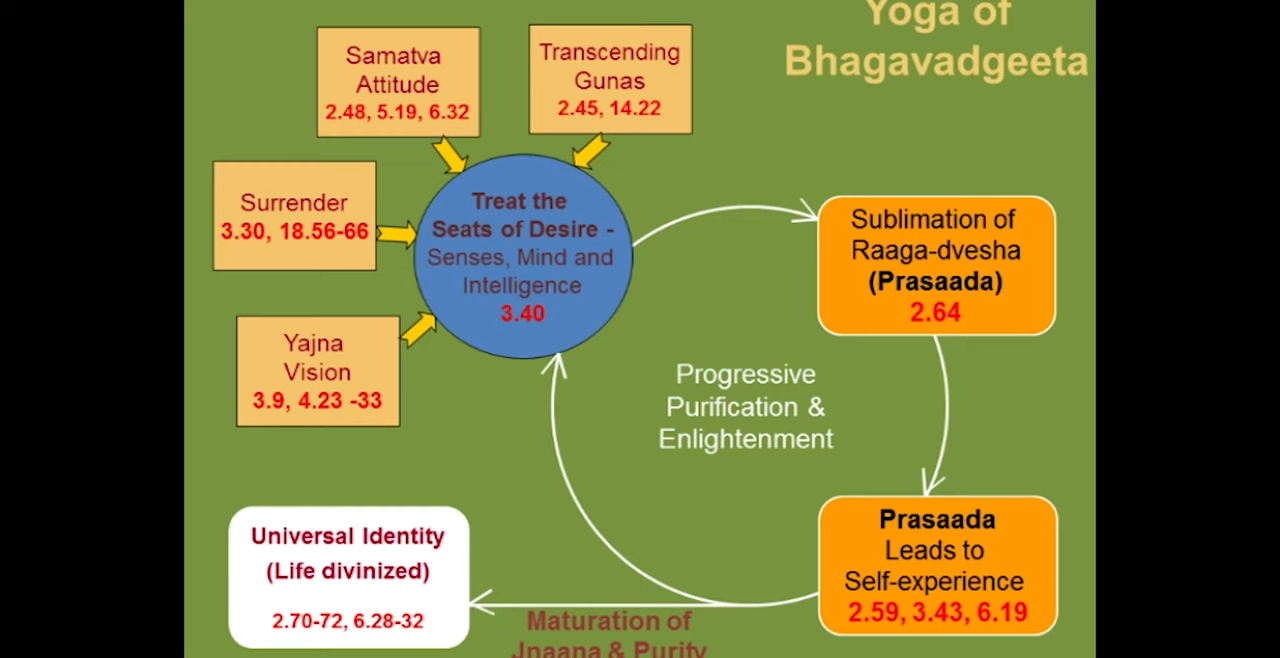 Yoga of
Bhagavadgeeta
Samatva
Attitude
2.48, 5.19, 6.32
Transcending
Gunas
2.45, 14.22
Surrender
3.30, 18.56-66
Yajna
Vision
3.9, 4.23 -33
Treat the
Seats of Desire -
Senses, Mind and
Intelligence
3.40
Sublimation of
Raaga-dvesha
(Prasaada)
2.64
Progressive
Purification &
Enlightenment
Prasaada
Leads to
Self-experience
2.59, 3.43, 6.19
Universal Identity
(Life divinized)
2.70-72, 6.28-32
Maturation of
Jnaana & Purity